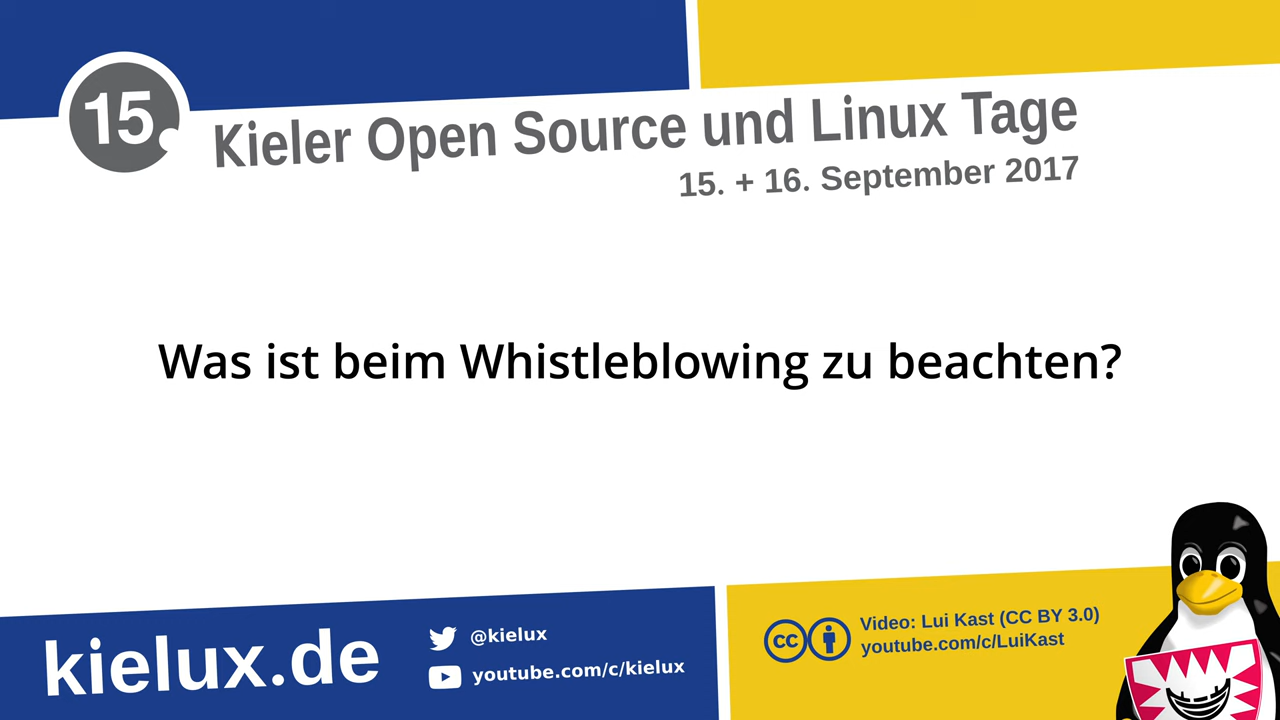 15.
Kieler Open Source und Linux Tage
15. + 16. September 2017
Was ist beim Whistleblowing zu beachten?
kielux.de
@kielux
youtube.com/c/kielux
cc
Video: Lui Kast (CC BY 3.0)
youtube.com/c/LuiKast